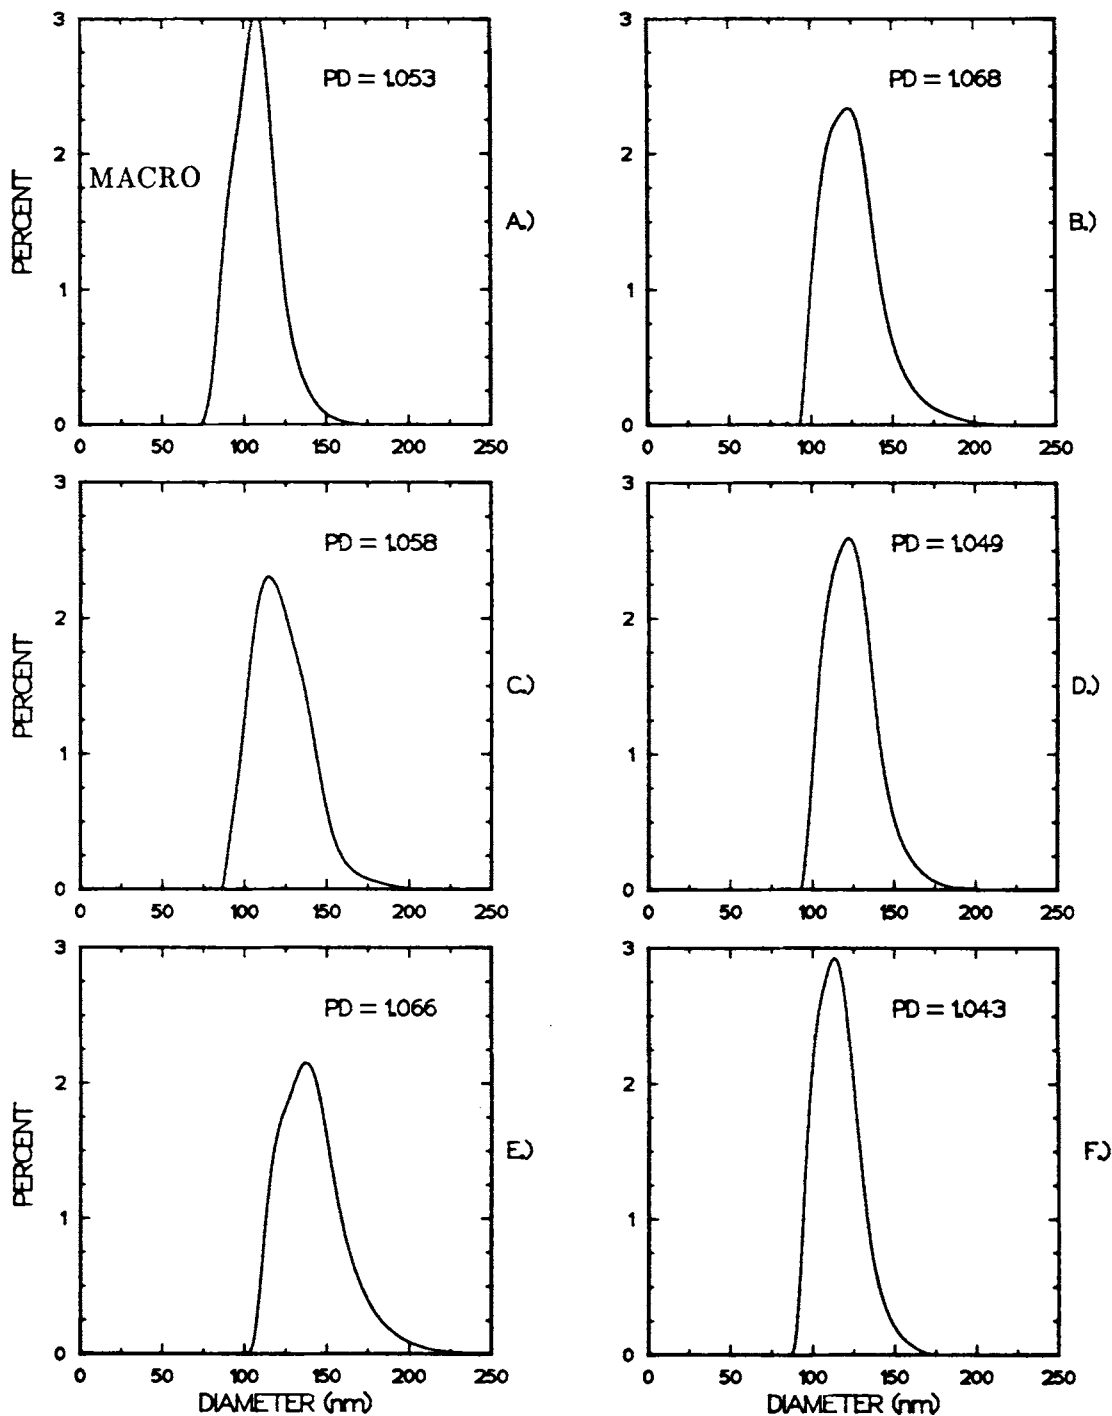 3
PD = 1.053
2
MACRO
PERCENT
A.)
1
0
0 50 100 150 200 250
3
PD = 1.068
2
B.)
1
0
0 50 100 150 200 250
3
PD = 1.058
2
PERCENT
C.)
1
0
0 50 100 150 200 250
3
PD = 1.049
2
D.)
1
0
0 50 100 150 200 250
3
PD = 1.066
2
PERCENT
E.)
1
0
0 50 100 150 200 250
DIAMETER (nm)
3
PD = 1.043
2
F.)
1
0
0 50 100 150 200 250
DIAMETER (nm)